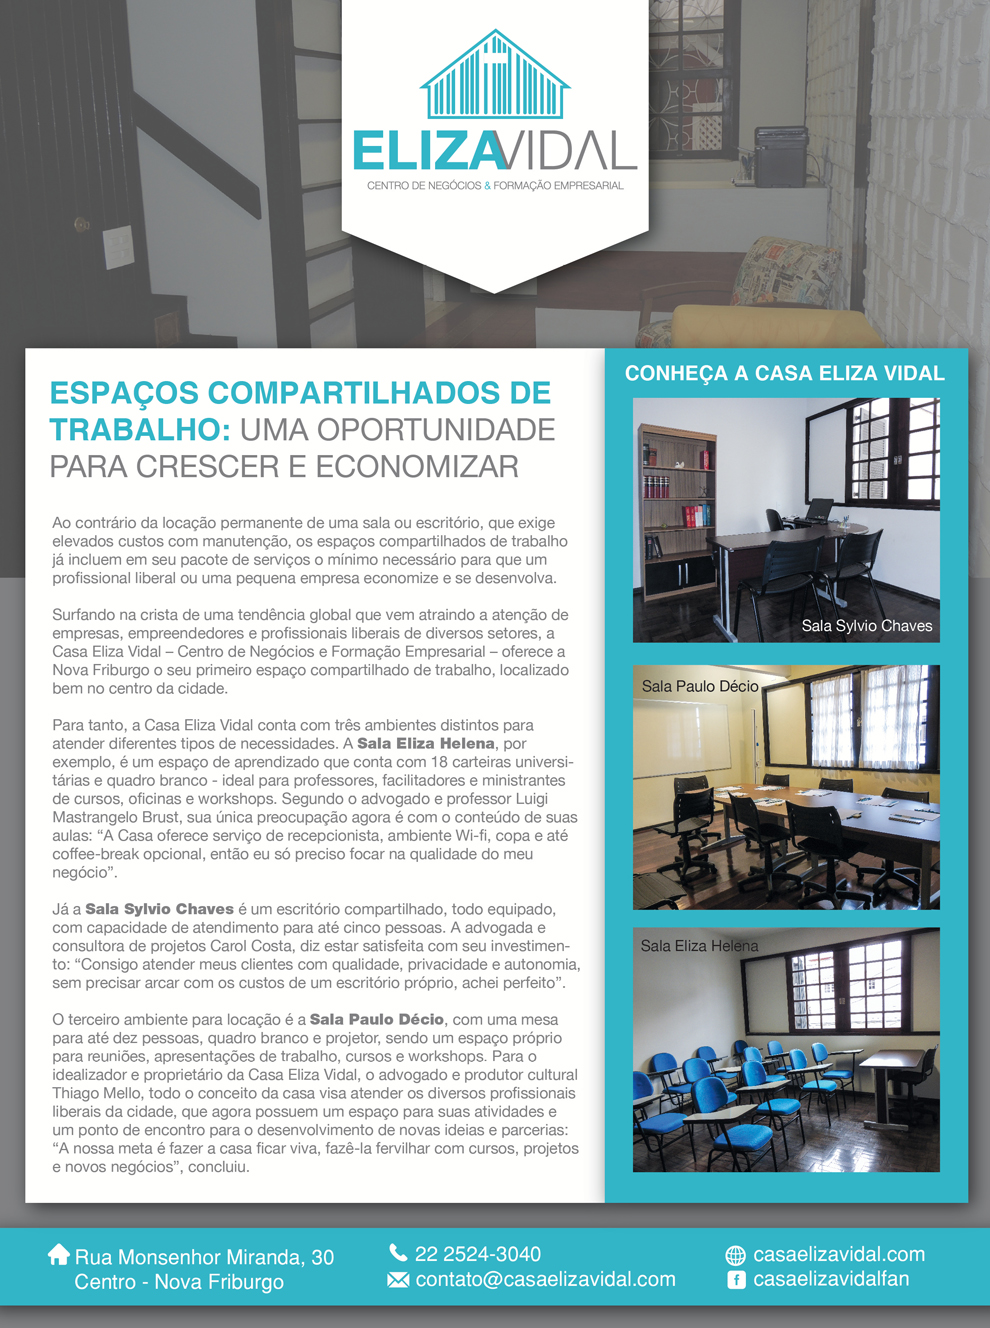 ELIZAVIDAL
CENTRO DE NEGÓCIOS & FORMAÇÃO EMPRESARIAL
ESPAÇOS COMPARTILHADOS DE
TRABALHO: UMA OPORTUNIDADE
PARA CRESCER E ECONOMIZAR
Ao contrário da locação permanente de uma sala ou escritório, que exige
elevados custos com manutenção, os espaços compartilhados de trabalho
já incluem em seu pacote de serviços o mínimo necessário para que um
profissional liberal ou uma pequena empresa economize e se desenvolva.
Surfando na crista de uma tendência global que vem atraindo a atenção de
empresas, empreendedores e profissionais liberais de diversos setores, a
Casa Eliza Vidal – Centro de Negócios e Formação Empresarial – oferece a
Nova Friburgo o seu primeiro espaço compartilhado de trabalho, localizado
bem no centro da cidade.
Para tanto, a Casa Eliza Vidal conta com três ambientes distintos para
atender diferentes tipos de necessidades. A Sala Eliza Helena, por
exemplo, é um espaço de aprendizado que conta com 18 carteiras universi-
tárias e quadro branco - ideal para professores, facilitadores e ministrantes
de cursos, oficinas e workshops. Segundo o advogado e professor Luigi
Mastrangelo Brust, sua única preocupação agora é com o conteúdo de suas
aulas: “A Casa oferece serviço de recepcionista, ambiente Wi-fi, copa e até
coffee-break opcional, então eu só preciso focar na qualidade do meu
negócio”.
Já a Sala Sylvio Chaves é um escritório compartilhado, todo equipado,
com capacidade de atendimento para até cinco pessoas. A advogada e
consultora de projetos Carol Costa, diz estar satisfeita com seu investimen-
to: “Consigo atender meus clientes com qualidade, privacidade e autonomia,
sem precisar arcar com os custos de um escritório próprio, achei perfeito”.
O terceiro ambiente para locação é a Sala Paulo Décio, com uma mesa
para até dez pessoas, quadro branco e projetor, sendo um espaço próprio
para reuniões, apresentações de trabalho, cursos e workshops. Para o
idealizador e proprietário da Casa Eliza Vidal, o advogado e produtor cultural
Thiago Mello, todo o conceito da casa visa atender os diversos profissionais
liberais da cidade, que agora possuem um espaço para suas atividades e
um ponto de encontro para o desenvolvimento de novas ideias e parcerias:
“A nossa meta é fazer a casa ficar viva, fazê-la fervilhar com cursos, projetos
e novos negócios”, concluiu.
CONHEÇA A CASA ELIZA VIDAL
Sala Sylvio Chaves
Sala Paulo Décio
Sala Eliza Helena
Rua Monsenhor Miranda, 30
Centro - Nova Friburgo
22 2524-3040
contato@casaelizavidal.com
casaelizavidal.com
casaelizavidalfan